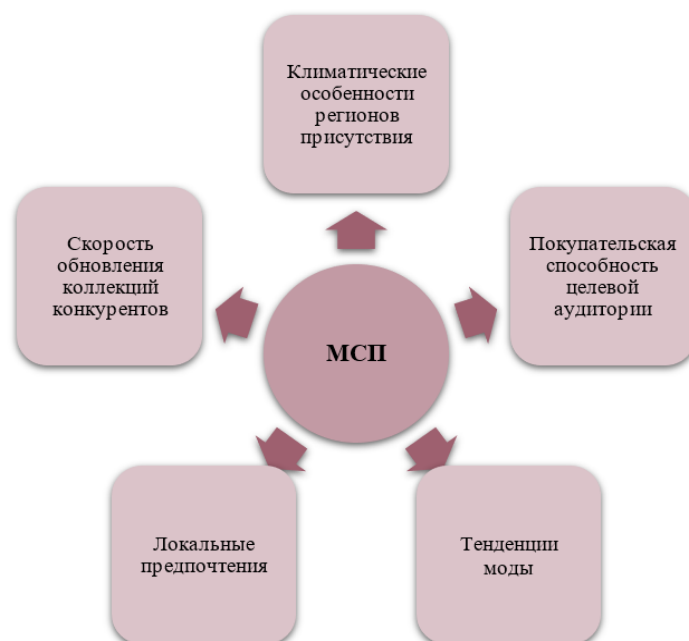 Климатические
особенности
регионов
присутствия
Скорость
обновления
коллекций
конкурентов
Покупательская
способность
целевой
аудитории
МСП
Локальные
предпочтения
Тенденции
моды